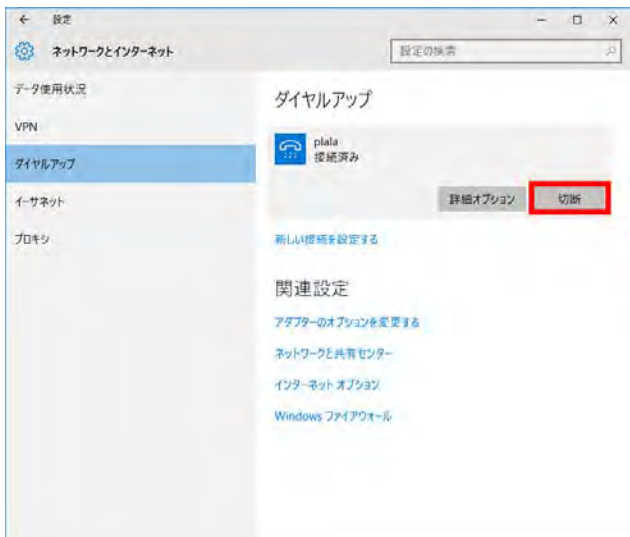 設定
ネットワークとインターネット
設定の検索
データ使用状況
VPN
ダイヤルアップ
イーサネット
プロキシ
ダイヤルアップ
plala
接続済み
詳細オプション
切断
新しい接続を設定する
関連設定
アダプターのオプションを変更する
ネットワークと共有センター
インターネット オプション
Windows ファイアウォール